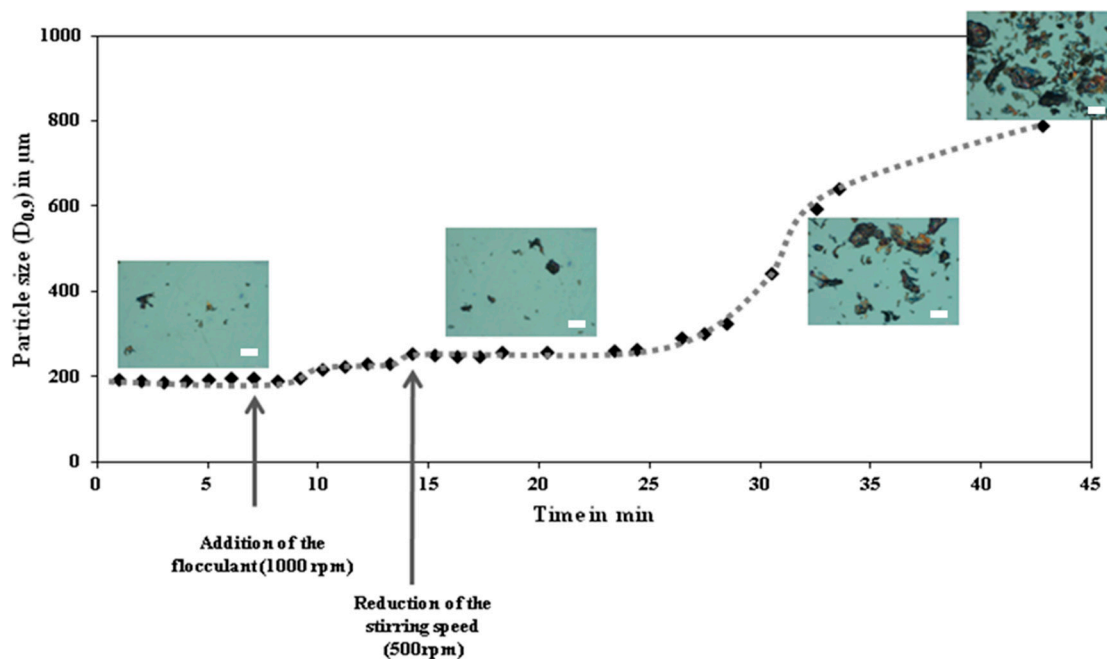 1000
800
600
400
200
0
Particle size (D0.9) in µm
0 5 10 15 20 25 30 35 40 45
Time in min
Addition of the
flocculant (1000 rpm)
Reduction of the
stirring speed
(500rpm)